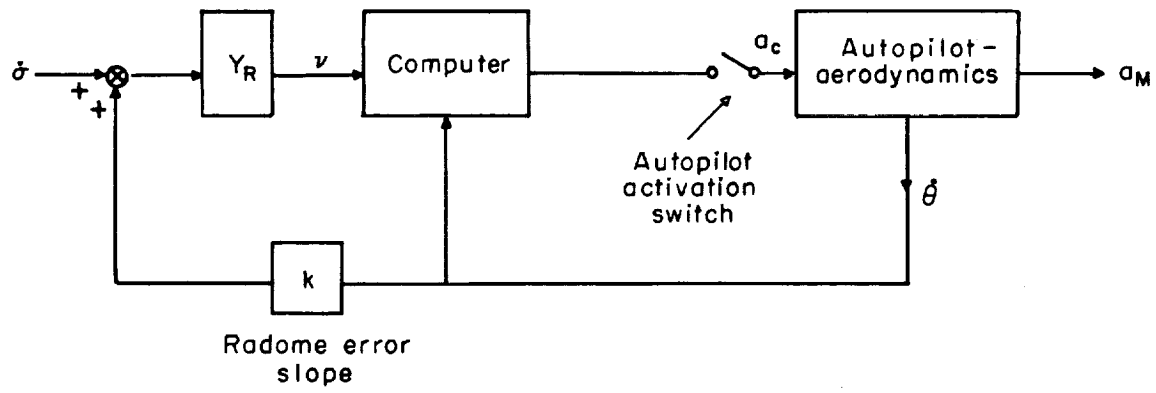 σ̇
+
+
Y_R
ν
Computer
a_c
Autopilot –
aerodynamics
a_M
Autopilot
activation
switch
θ̇
k
Radome error
slope